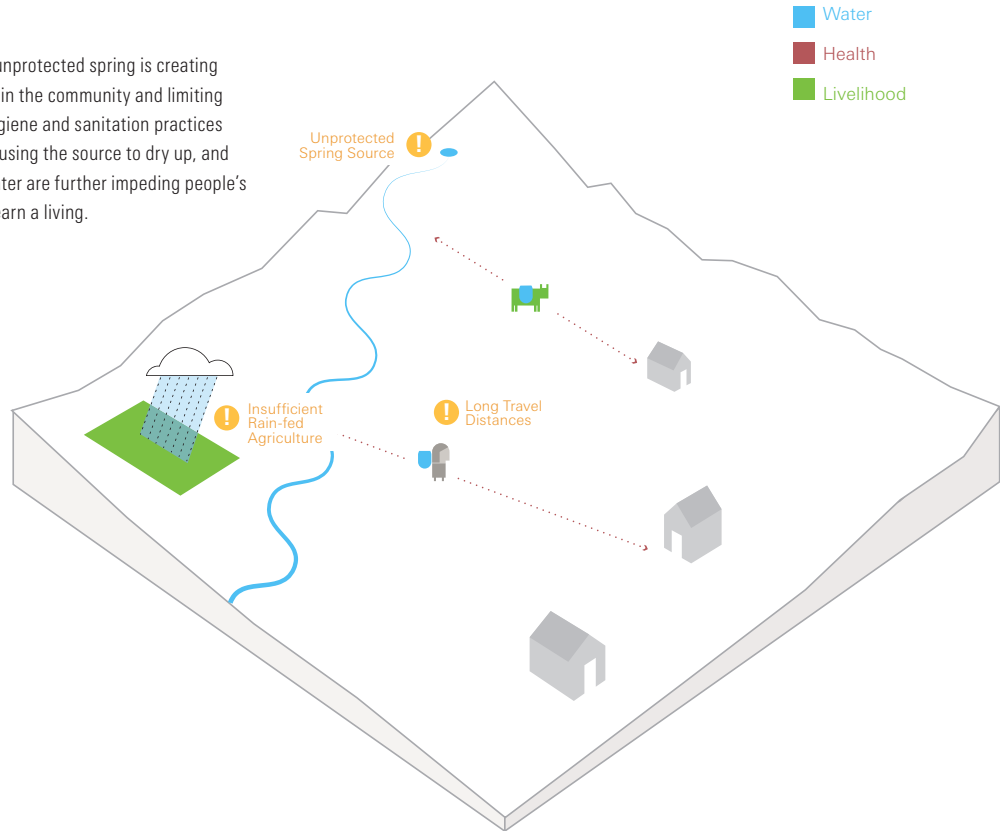 Water
Health
Livelihood
unprotected spring is creating
in the community and limiting
giene and sanitation practices
using the source to dry up, and
ter are further impeding people's
earn a living.
Unprotected
Spring Source
!
Insufficient
Rain-fed
Agriculture
!
Long Travel
Distances
!